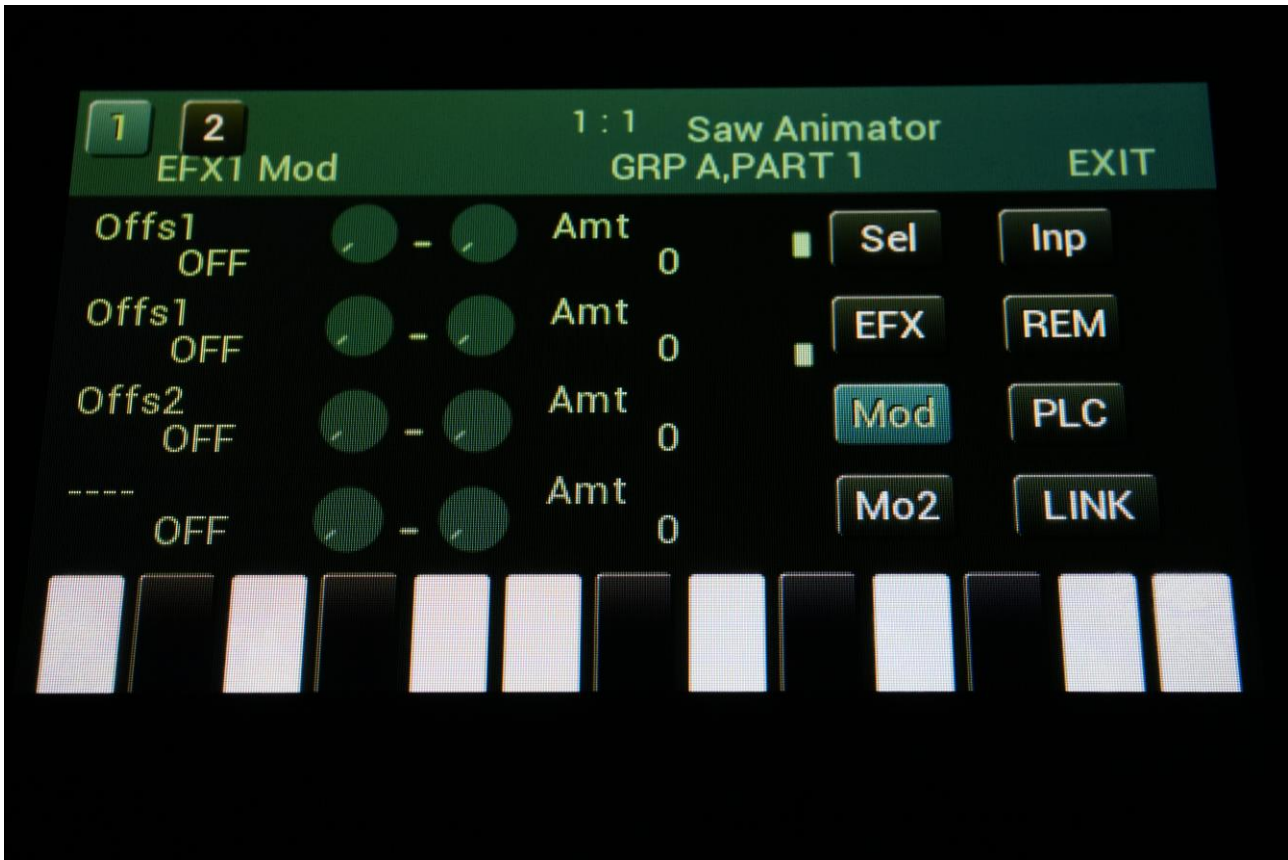 1 2 1 : 1 Saw Animator
EFX1 Mod GRP A,PART 1 EXIT
Offs1 Amt Sel Inp
OFF - 0
Offs1 Amt EFX REM
OFF - 0
Offs2 Amt Mod PLC
OFF - 0
---- Amt Mo2 LINK
OFF - 0